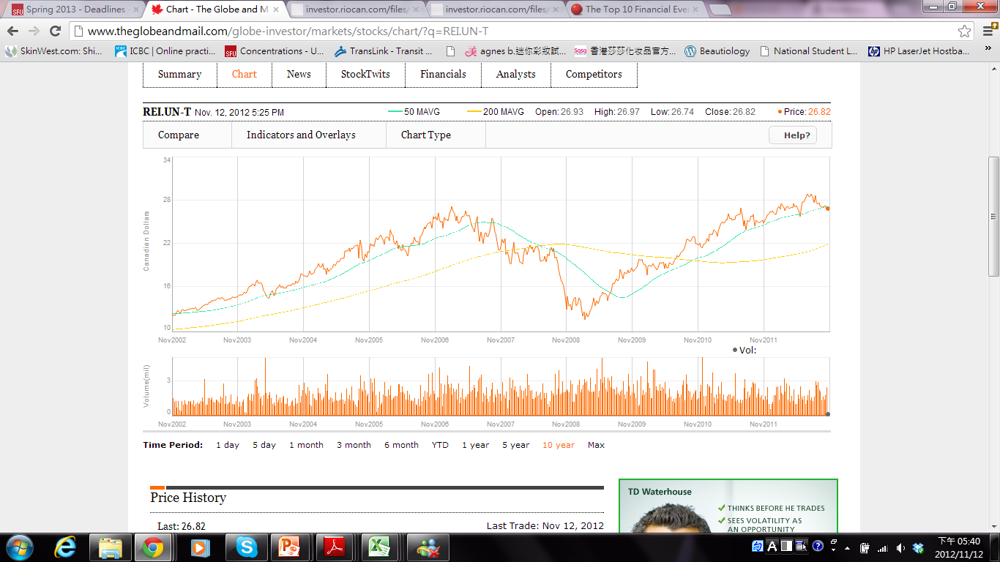 Spring 2013 - Deadlines
Chart - The Globe and M
investor.riocan.com/files/
investor.riocan.com/files/
The Top 10 Financial Eve
www.theglobeandmail.com/globe-investor/markets/stocks/chart/?q=REI.UN-T
SkinWest.com: Shi...
ICBC | Online practi...
SFU Concentrations - U...
TransLink - Transit ...
agnes b.迷你彩妝試...
Sasa 香港莎莎化妝品官方...
Beautiology
National Student L...
HP LaserJet Hostba...
»
Summary Chart News StockTwits Financials Analysts Competitors
REI.UN-T Nov. 12, 2012 5:25 PM 50 MAVG 200 MAVG Open: 26.93 High: 26.97 Low: 26.74 Close: 26.82 Price: 26.82
Compare Indicators and Overlays Chart Type Help?
34
28
22
16
10
Canadian Dollars
Nov2002 Nov2003 Nov2004 Nov2005 Nov2006 Nov2007 Nov2008 Nov2009 Nov2010 Nov2011
Vol:
3
0
Volume(mil)
Nov2002 Nov2003 Nov2004 Nov2005 Nov2006 Nov2007 Nov2008 Nov2009 Nov2010 Nov2011
Time Period: 1 day 5 day 1 month 3 month 6 month YTD 1 year 5 year 10 year Max
Price History
Last: 26.82 Last Trade: Nov 12, 2012
TD Waterhouse
THINKS BEFORE HE TRADES
SEES VOLATILITY AS
AN OPPORTUNITY
下午 05:40
2012/11/12